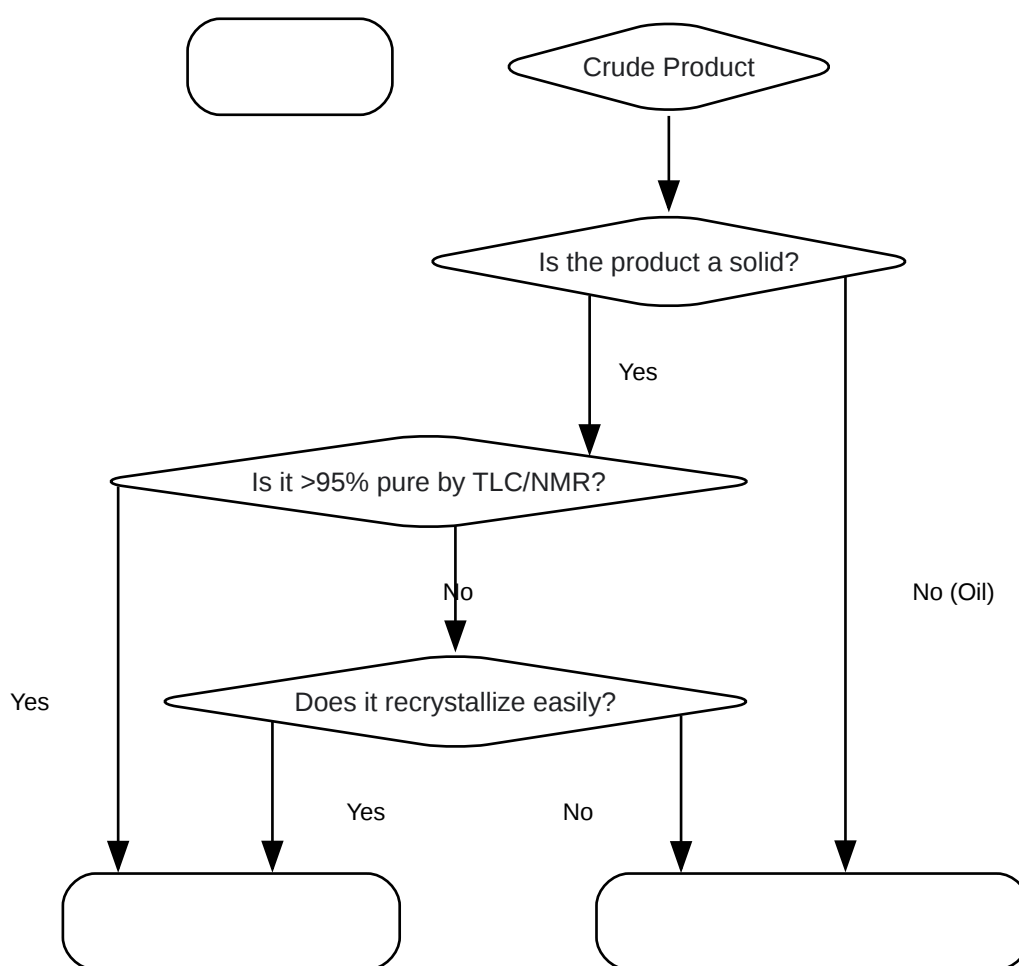 Crude Product
Is the product a solid?
Yes
Is it >95% pure by TLC/NMR?
No
No (Oil)
Does it recrystallize easily?
Yes
Yes
No